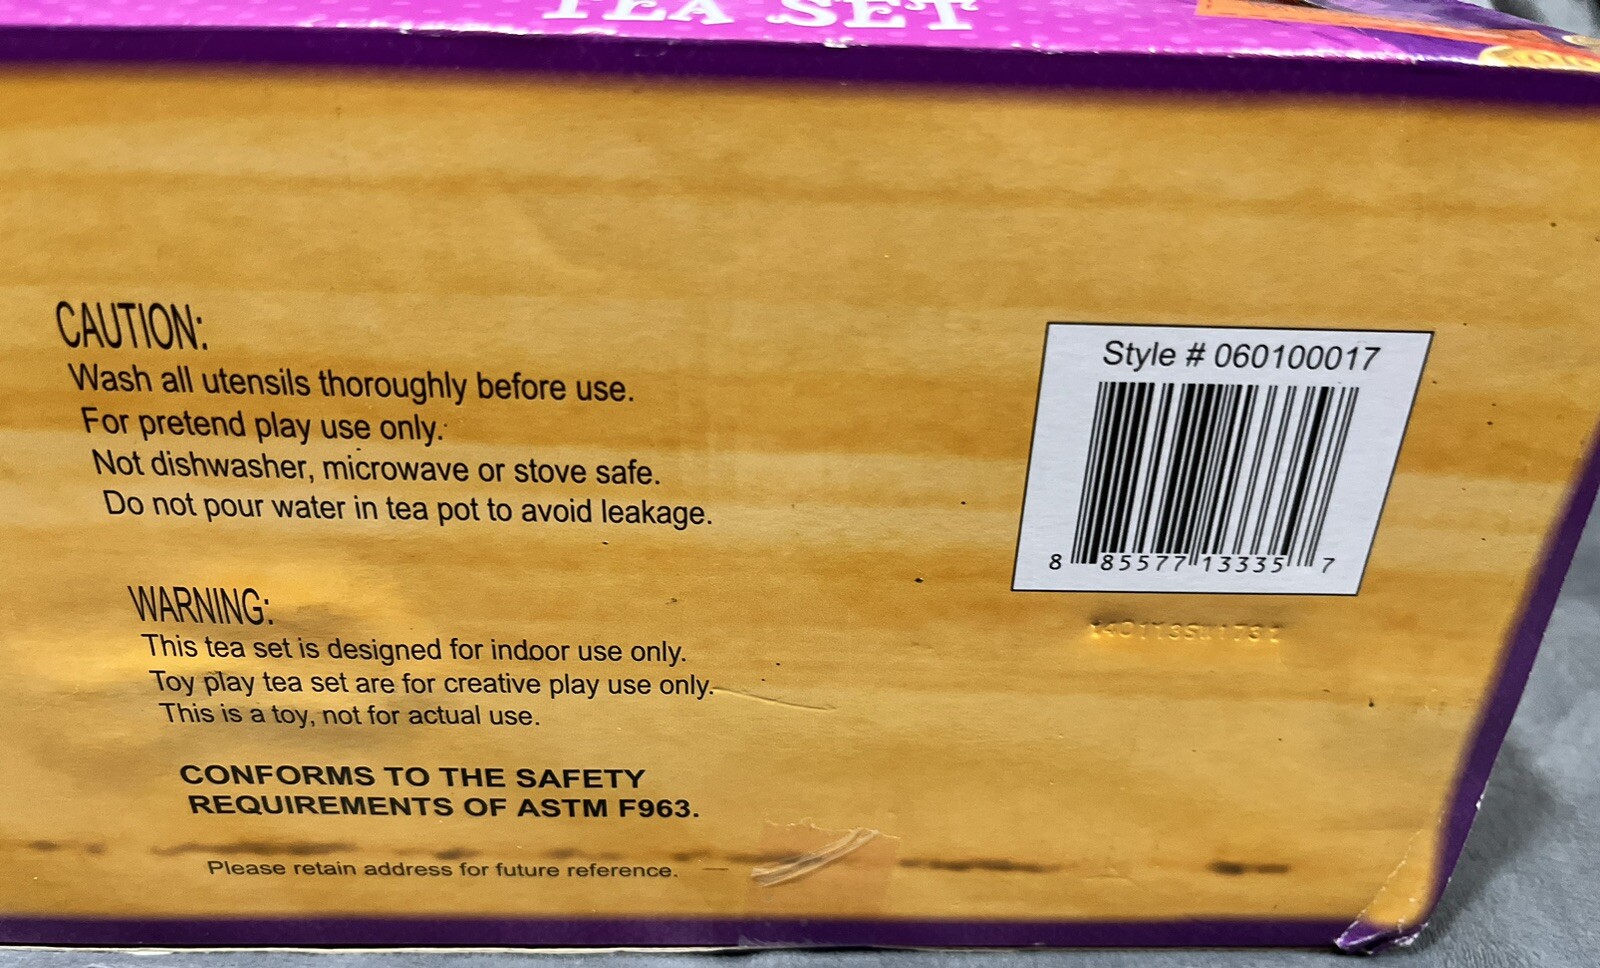 TEA SET
CAUTION:
Wash all utensils thoroughly before use.
For pretend play use only.
Not dishwasher, microwave or stove safe.
Do not pour water in tea pot to avoid leakage.
WARNING:
This tea set is designed for indoor use only.
Toy play tea set are for creative play use only.
This is a toy, not for actual use.
CONFORMS TO THE SAFETY
REQUIREMENTS OF ASTM F963.
Please retain address for future reference.
Style # 060100017
8 85577 13335 7